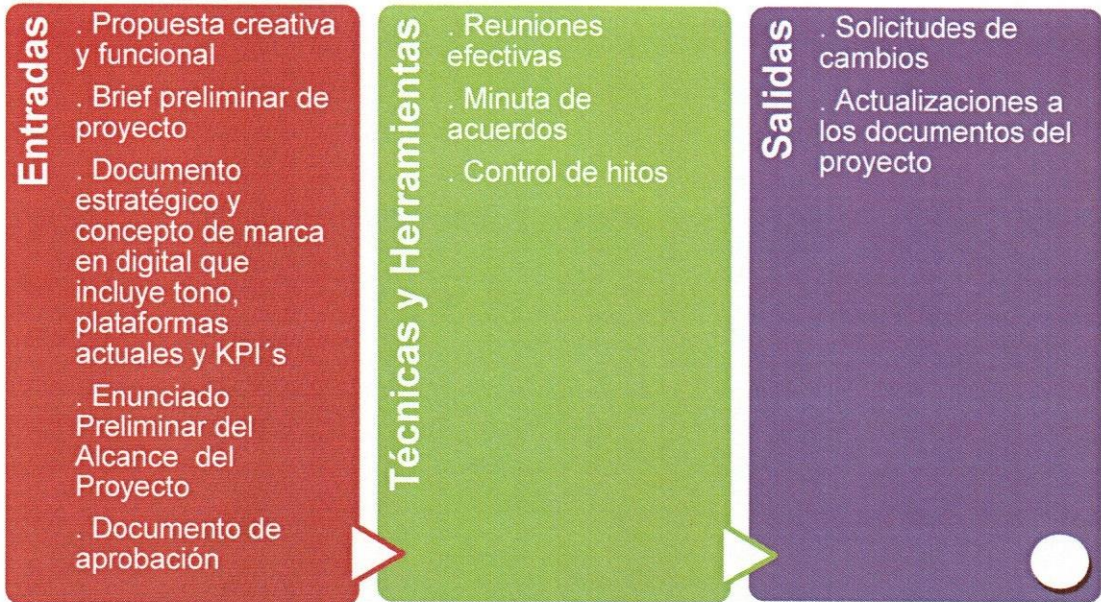 Entradas
. Propuesta creativa
y funcional
. Brief preliminar de
proyecto
. Documento
estratégico y
concepto de marca
en digital que
incluye tono,
plataformas
actuales y KPI´s
. Enunciado
Preliminar del
Alcance del
Proyecto
. Documento de
aprobación
Técnicas y Herramientas
. Reuniones
efectivas
. Minuta de
acuerdos
. Control de hitos
Salidas
. Solicitudes de
cambios
. Actualizaciones a
los documentos del
proyecto